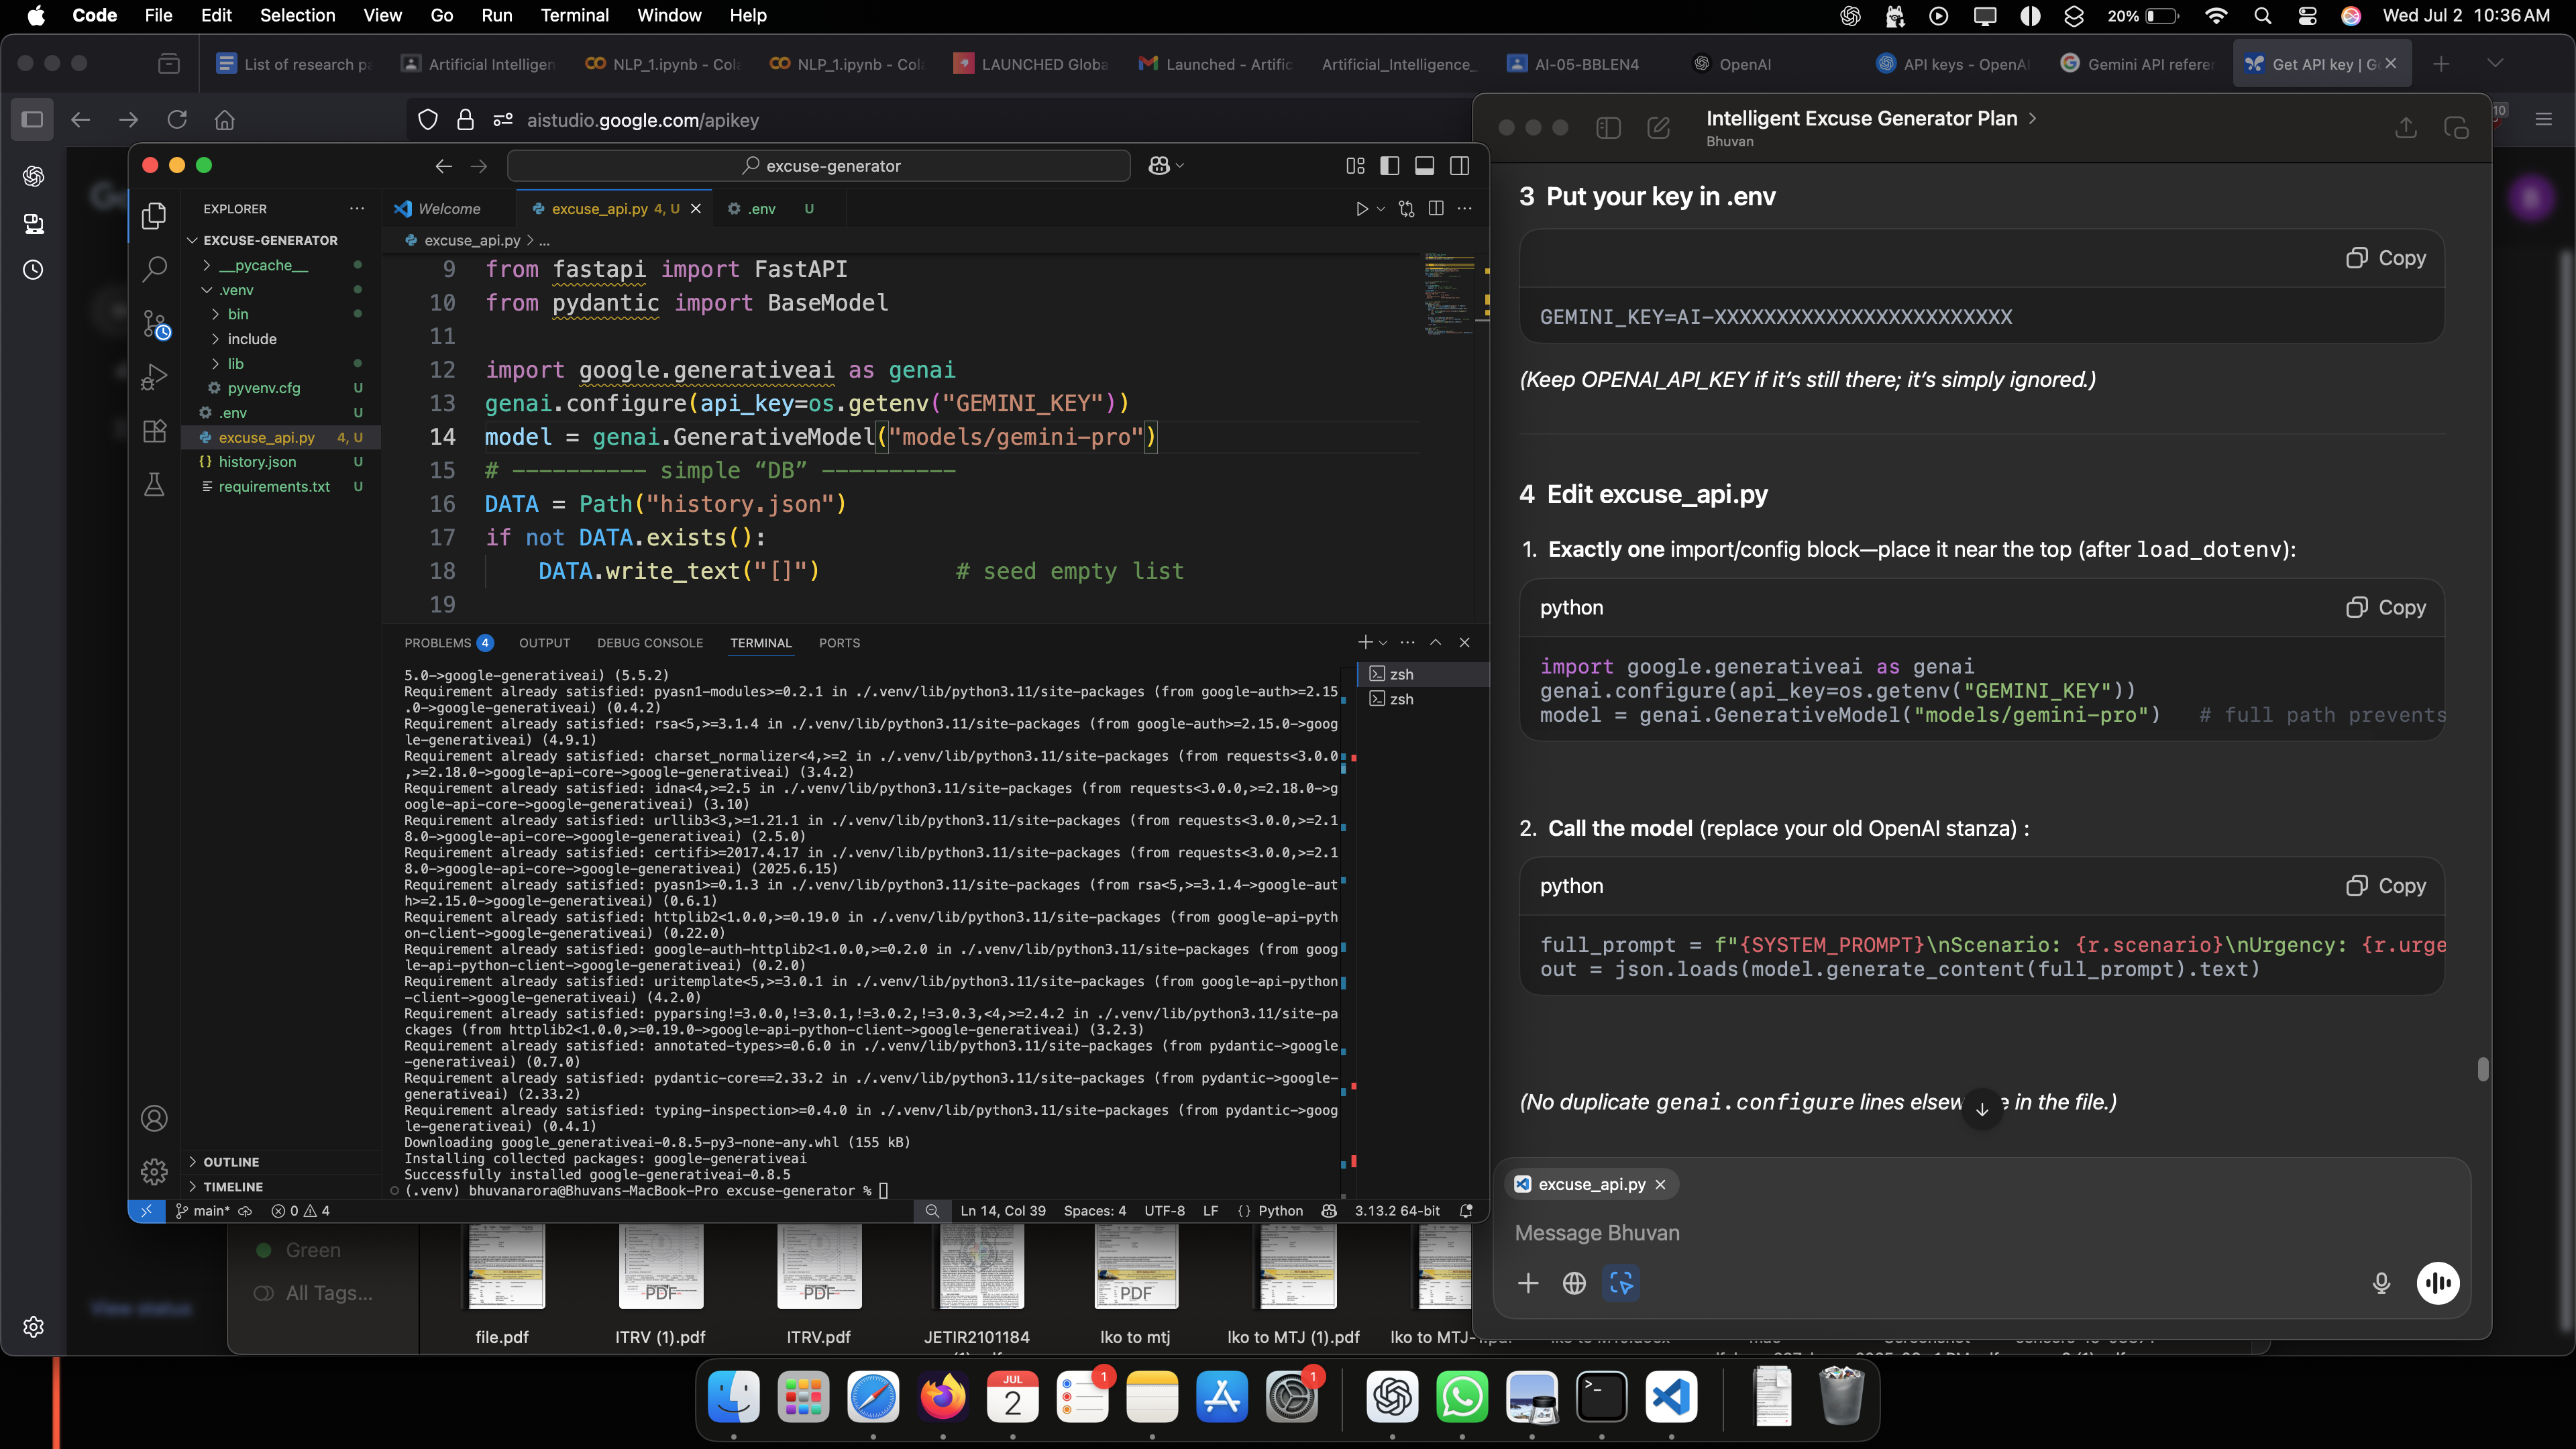 Code File Edit Selection View Go Run Terminal Window Help
20% Wed Jul 2 10:36 AM
List of research pa
Artificial Intelligen
NLP_1.ipynb - Cola
NLP_1.ipynb - Col
LAUNCHED Globa
Launched - Artific
Artificial_Intelligence_
AI-05-BBLEN4
OpenAI
API keys - OpenAI
Gemini API referen
Get API key | G
aistudio.google.com/apikey
10
excuse-generator
EXPLORER
EXCUSE-GENERATOR
__pycache__
.venv
bin
include
lib
pyvenv.cfg U
.env U
excuse_api.py 4, U
history.json U
requirements.txt U
OUTLINE
TIMELINE
Welcome
excuse_api.py 4, U
.env U
excuse_api.py > ...
9 from fastapi import FastAPI
10 from pydantic import BaseModel
11
12 import google.generativeai as genai
13 genai.configure(api_key=os.getenv("GEMINI_KEY"))
14 model = genai.GenerativeModel("models/gemini-pro")
15 # ---------- simple “DB” ----------
16 DATA = Path("history.json")
17 if not DATA.exists():
18 DATA.write_text("[]") # seed empty list
19
PROBLEMS 4 OUTPUT DEBUG CONSOLE TERMINAL PORTS
zsh
zsh
5.0->google-generativeai) (5.5.2)
Requirement already satisfied: pyasn1-modules>=0.2.1 in ./.venv/lib/python3.11/site-packages (from google-auth>=2.15
.0->google-generativeai) (0.4.2)
Requirement already satisfied: rsa<5,>=3.1.4 in ./.venv/lib/python3.11/site-packages (from google-auth>=2.15.0->goog
le-generativeai) (4.9.1)
Requirement already satisfied: charset_normalizer<4,>=2 in ./.venv/lib/python3.11/site-packages (from requests<3.0.0
,>=2.18.0->google-api-core->google-generativeai) (3.4.2)
Requirement already satisfied: idna<4,>=2.5 in ./.venv/lib/python3.11/site-packages (from requests<3.0.0,>=2.18.0->g
oogle-api-core->google-generativeai) (3.10)
Requirement already satisfied: urllib3<3,>=1.21.1 in ./.venv/lib/python3.11/site-packages (from requests<3.0.0,>=2.1
8.0->google-api-core->google-generativeai) (2.5.0)
Requirement already satisfied: certifi>=2017.4.17 in ./.venv/lib/python3.11/site-packages (from requests<3.0.0,>=2.1
8.0->google-api-core->google-generativeai) (2025.6.15)
Requirement already satisfied: pyasn1>=0.1.3 in ./.venv/lib/python3.11/site-packages (from rsa<5,>=3.1.4->google-aut
h>=2.15.0->google-generativeai) (0.6.1)
Requirement already satisfied: httplib2<1.0.0,>=0.19.0 in ./.venv/lib/python3.11/site-packages (from google-api-pyth
on-client->google-generativeai) (0.22.0)
Requirement already satisfied: google-auth-httplib2<1.0.0,>=0.2.0 in ./.venv/lib/python3.11/site-packages (from goog
le-api-python-client->google-generativeai) (0.2.0)
Requirement already satisfied: uritemplate<5,>=3.0.1 in ./.venv/lib/python3.11/site-packages (from google-api-python
-client->google-generativeai) (4.2.0)
Requirement already satisfied: pyparsing!=3.0.0,!=3.0.1,!=3.0.2,!=3.0.3,<4,>=2.4.2 in ./.venv/lib/python3.11/site-pa
ckages (from httplib2<1.0.0,>=0.19.0->google-api-python-client->google-generativeai) (3.2.3)
Requirement already satisfied: annotated-types>=0.6.0 in ./.venv/lib/python3.11/site-packages (from pydantic->google
-generativeai) (0.7.0)
Requirement already satisfied: pydantic-core==2.33.2 in ./.venv/lib/python3.11/site-packages (from pydantic->google-
generativeai) (2.33.2)
Requirement already satisfied: typing-inspection>=0.4.0 in ./.venv/lib/python3.11/site-packages (from pydantic->goog
le-generativeai) (0.4.1)
Downloading google_generativeai-0.8.5-py3-none-any.whl (155 kB)
Installing collected packages: google-generativeai
Successfully installed google-generativeai-0.8.5
(.venv) bhuvanarora@Bhuvans-MacBook-Pro excuse-generator %
main* 0 4 Ln 14, Col 39 Spaces: 4 UTF-8 LF Python 3.13.2 64-bit
Intelligent Excuse Generator Plan
Bhuvan
3 Put your key in .env
Copy
GEMINI_KEY=AI-XXXXXXXXXXXXXXXXXXXXXXXX
(Keep OPENAI_API_KEY if it’s still there; it’s simply ignored.)
4 Edit excuse_api.py
1. Exactly one import/config block—place it near the top (after load_dotenv):
python Copy
import google.generativeai as genai
genai.configure(api_key=os.getenv("GEMINI_KEY"))
model = genai.GenerativeModel("models/gemini-pro") # full path prevents
2. Call the model (replace your old OpenAI stanza) :
python Copy
full_prompt = f"{SYSTEM_PROMPT}\nScenario: {r.scenario}\nUrgency: {r.urge
out = json.loads(model.generate_content(full_prompt).text)
(No duplicate genai.configure lines elsew e in the file.)
excuse_api.py
Message Bhuvan
View status
Green
All Tags...
PDF PDF PDF
file.pdf
ITRV (1).pdf
ITRV.pdf
JETIR2101184
lko to mtj
lko to MTJ (1).pdf
lko to MTJ-
JUL
2
1
1